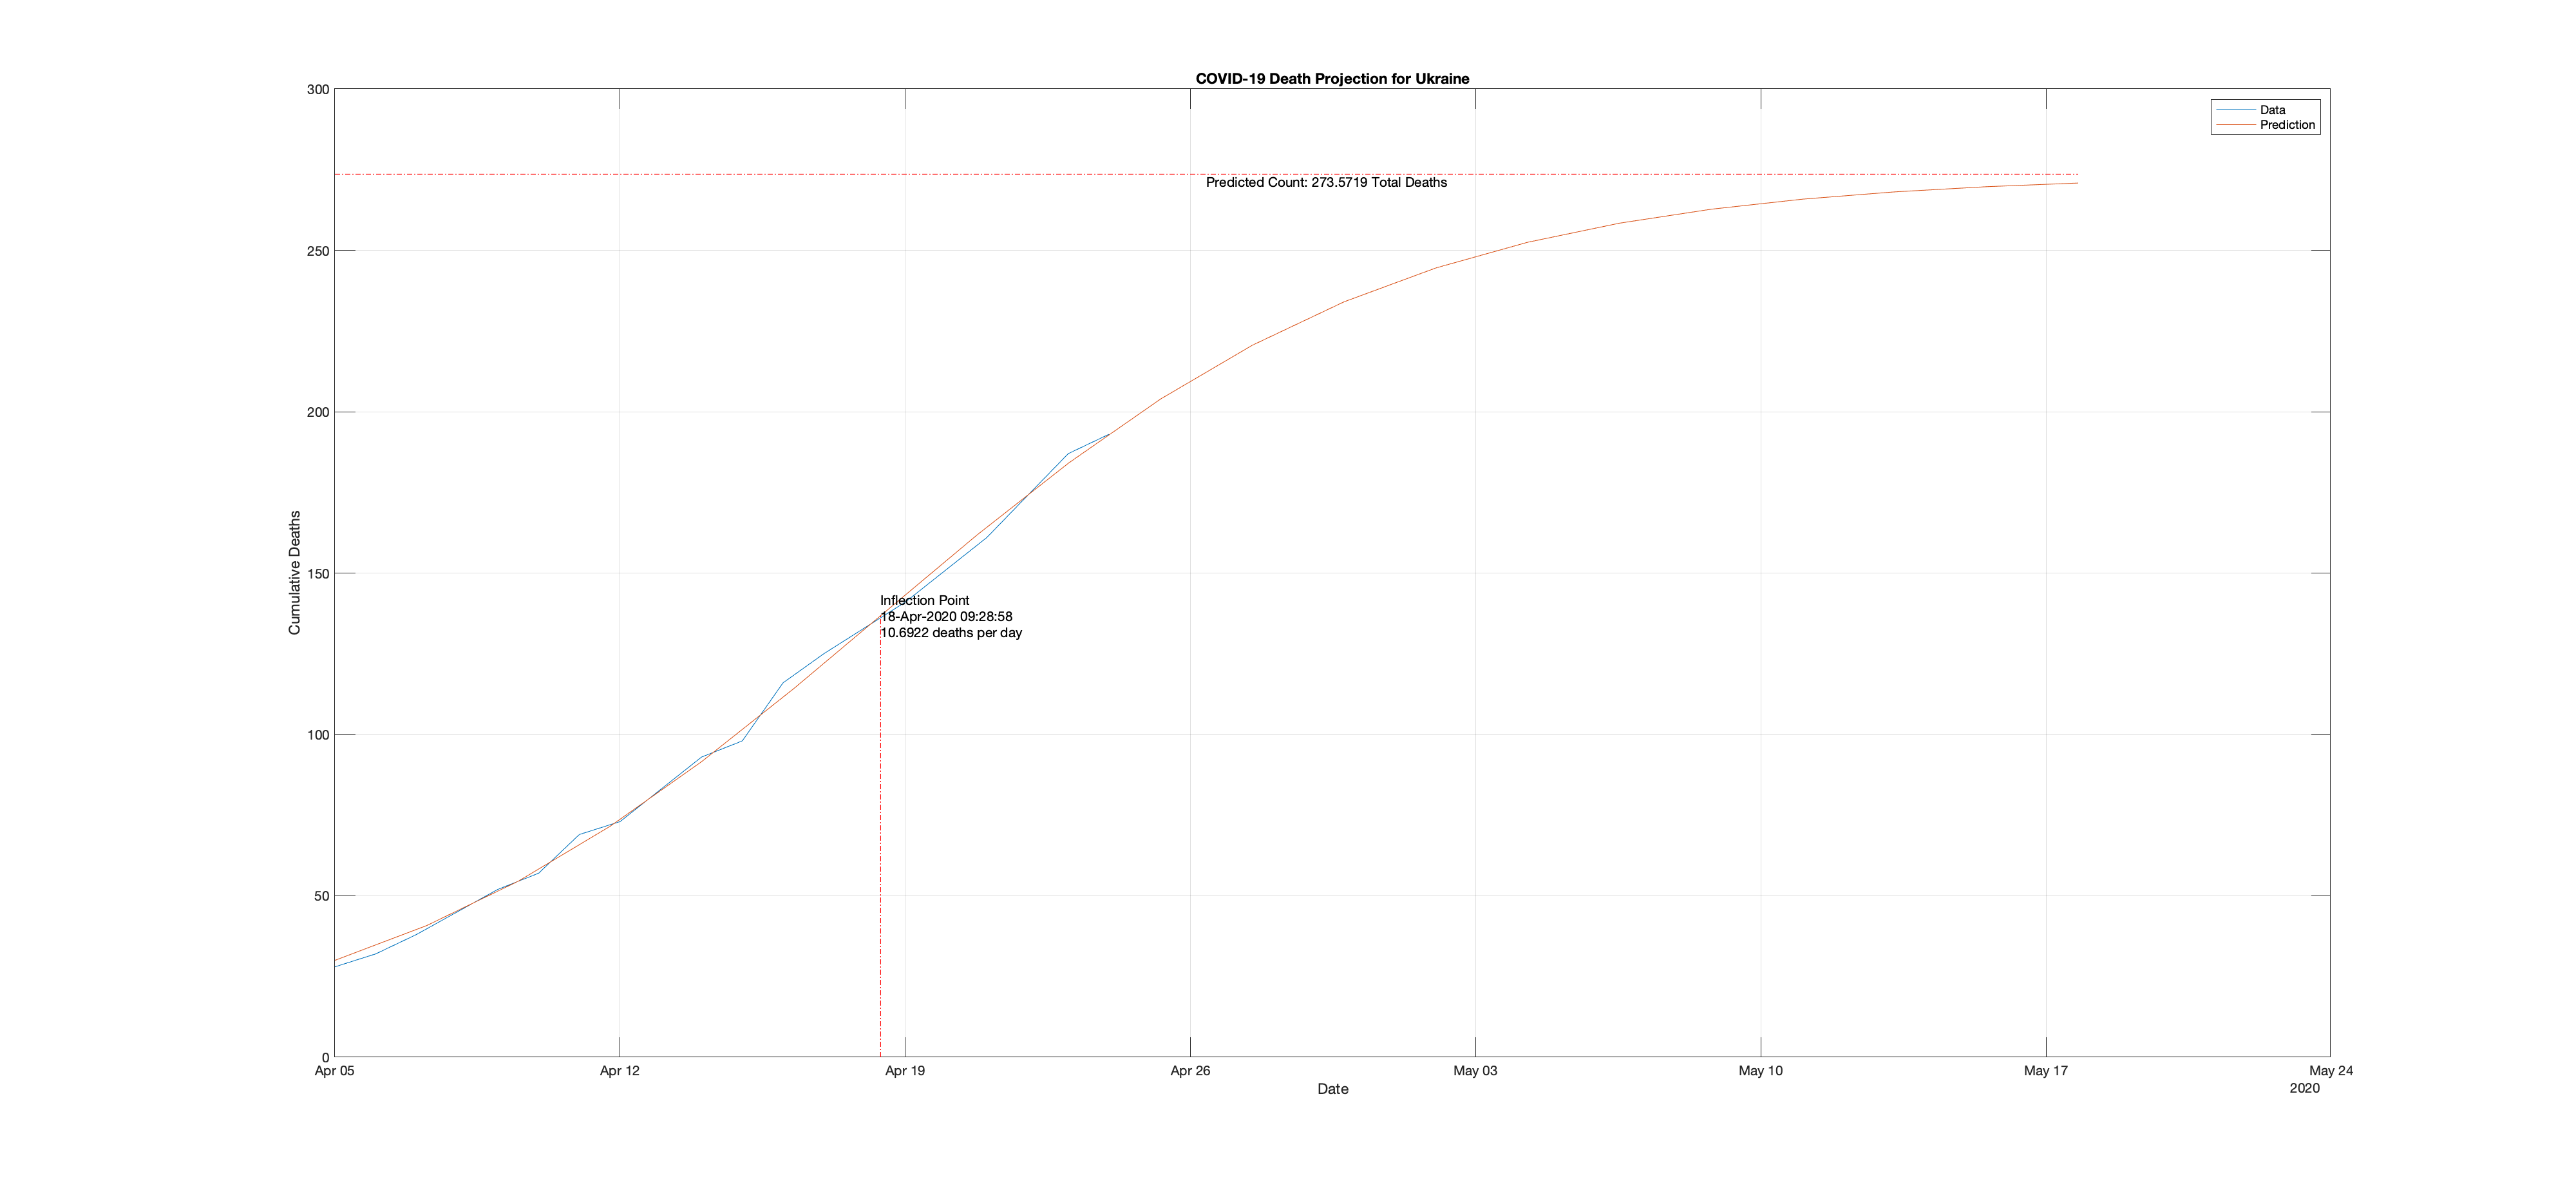 COVID-19 Death Projection for Ukraine
300
250
200
150
100
50
0
Cumulative Deaths
Data
Prediction
Predicted Count: 273.5719 Total Deaths
Inflection Point
18-Apr-2020 09:28:58
10.6922 deaths per day
Apr 05
Apr 12
Apr 19
Apr 26
May 03
May 10
May 17
May 24
Date
2020